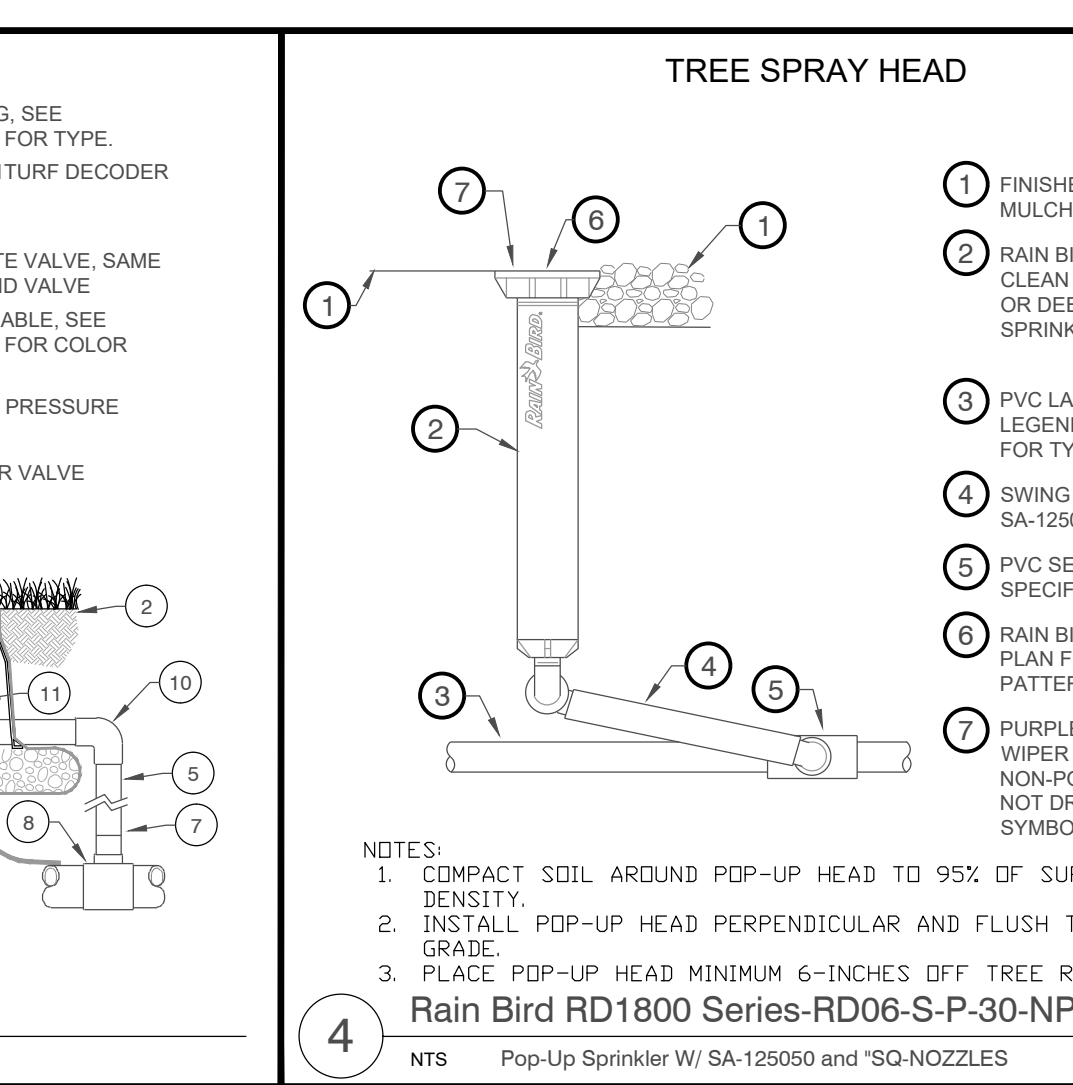 G, SEE
FOR TYPE.
TURF DECODER
TE VALVE, SAME
ND VALVE
ABLE, SEE
FOR COLOR
PRESSURE
R VALVE
2
11
10
5
8
7
TREE SPRAY HEAD
7
6
1
1
2
RAIN BIRD.
3
4
5
1 FINISHE
MULCH
2 RAIN BI
CLEAN
OR DEE
SPRINK
3 PVC LA
LEGEN
FOR TY
4 SWING
SA-1250
5 PVC SE
SPECIF
6 RAIN BI
PLAN F
PATTER
7 PURPLE
WIPER
NON-PO
NOT DR
SYMBO
NOTES:
1. COMPACT SOIL AROUND POP-UP HEAD TO 95% OF SU
DENSITY.
2. INSTALL POP-UP HEAD PERPENDICULAR AND FLUSH T
GRADE.
3. PLACE POP-UP HEAD MINIMUM 6-INCHES OFF TREE R
4 Rain Bird RD1800 Series-RD06-S-P-30-NP
NTS Pop-Up Sprinkler W/ SA-125050 and "SQ-NOZZLES